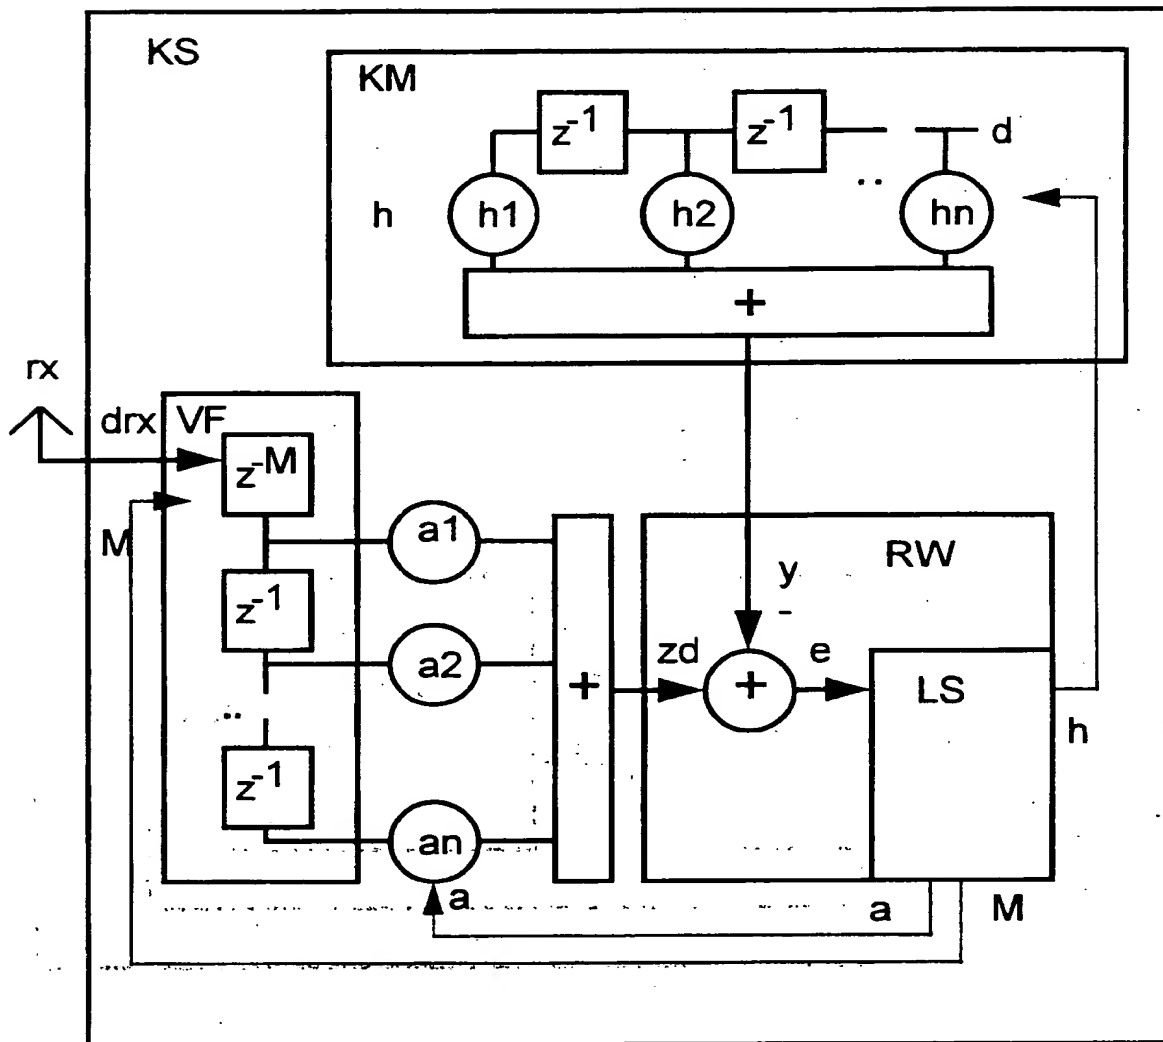 KS
KM
z⁻¹
z⁻¹
d
..
h
h1
h2
hn
+
rx
drx
VF
z⁻ᴹ
M
a1
z⁻¹
a2
..
z⁻¹
an
a
+
RW
y
-
zd
+
e
LS
h
a
M